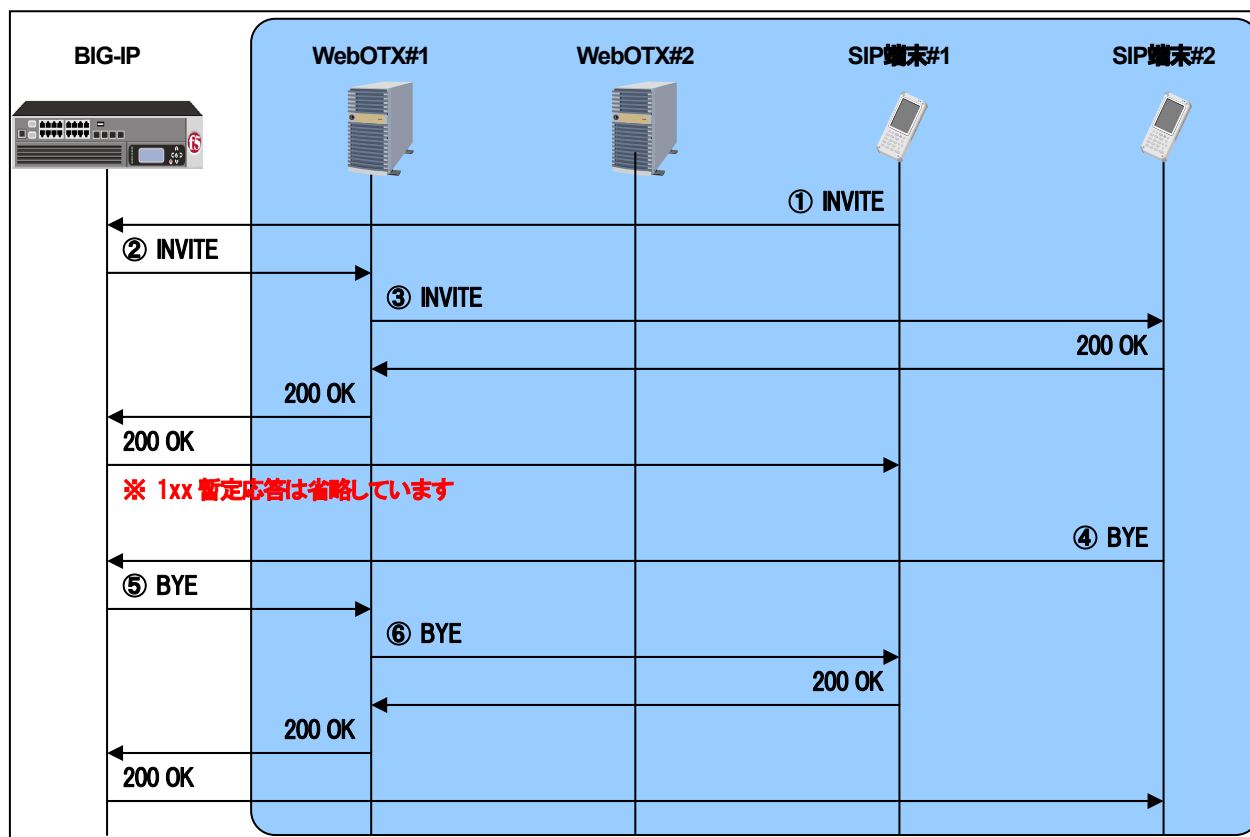 BIG-IP
WebOTX#1
WebOTX#2
SIP端末#1
SIP端末#2
f5
① INVITE
② INVITE
③ INVITE
200 OK
200 OK
200 OK
※ 1xx 暫定応答は省略しています
④ BYE
⑤ BYE
⑥ BYE
200 OK
200 OK
200 OK